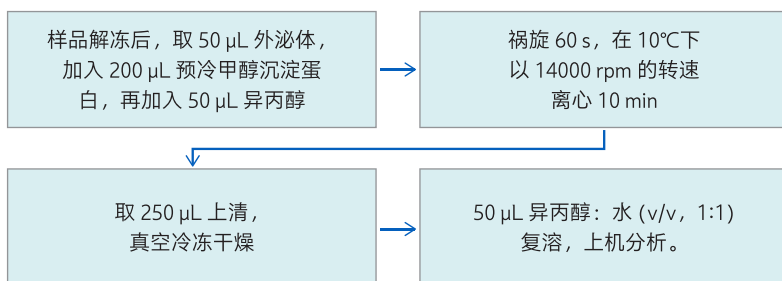 样品解冻后，取 50 μL 外泌体，
加入 200 μL 预冷甲醇沉淀蛋
白，再加入 50 μL 异丙醇
祸旋 60 s，在 10℃下
以 14000 rpm 的转速
离心 10 min
取 250 μL 上清，
真空冷冻干燥
50 μL 异丙醇：水 (v/v，1:1)
复溶，上机分析。